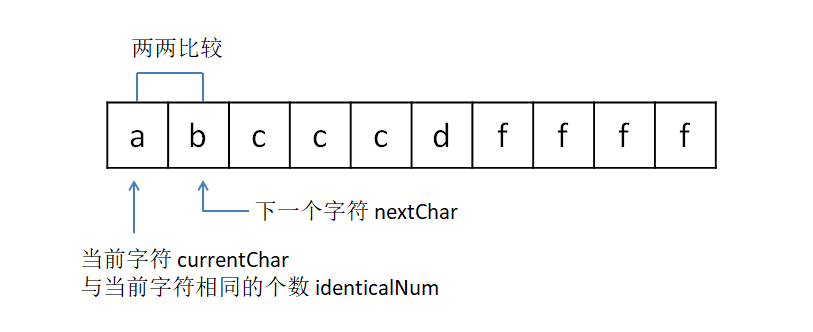 两两比较
a b c c c d f f f f
下一个字符 nextChar
当前字符 currentChar
与当前字符相同的个数 identicalNum